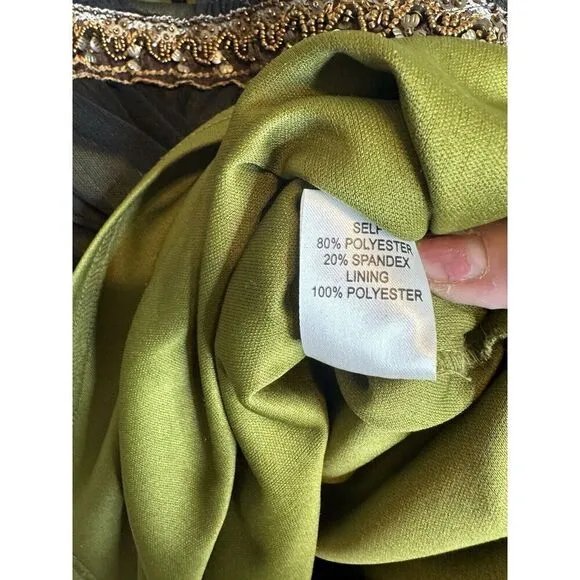 SELF
80% POLYESTER
20% SPANDEX
LINING
100% POLYESTER